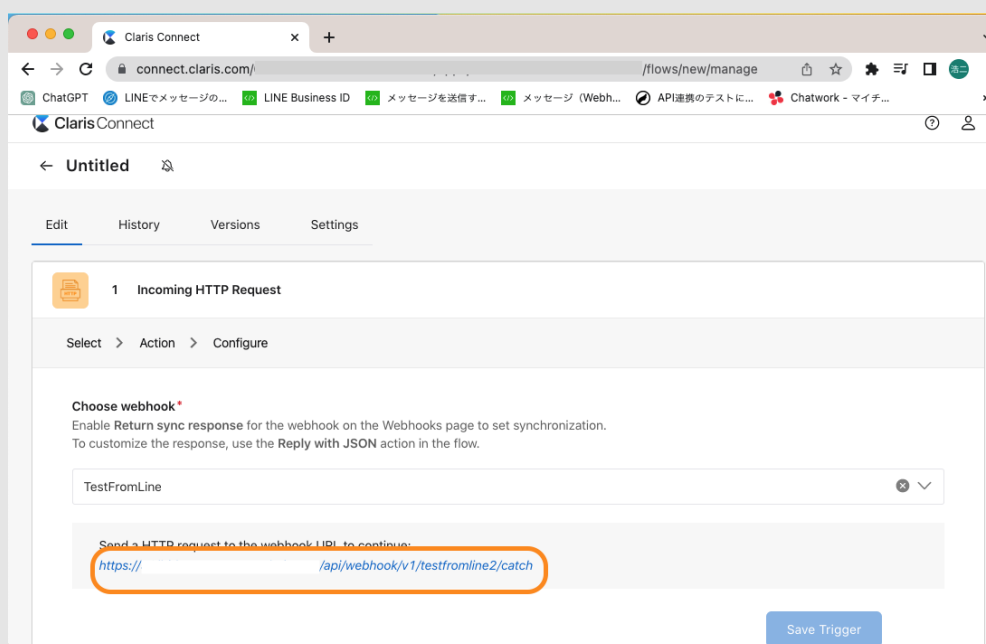 Claris Connect
connect.claris.com/ /flows/new/manage
ChatGPT LINEでメッセージの... LINE Business ID メッセージを送信す... メッセージ（Webh... API連携のテストに... Chatwork - マイチ...
Claris Connect
Untitled
Edit History Versions Settings
1 Incoming HTTP Request
Select Action Configure
Choose webhook*
Enable Return sync response for the webhook on the Webhooks page to set synchronization.
To customize the response, use the Reply with JSON action in the flow.
TestFromLine
Send a HTTP request to the webhook URL to continue:
https:// /api/webhook/v1/testfromline2/catch
Save Trigger